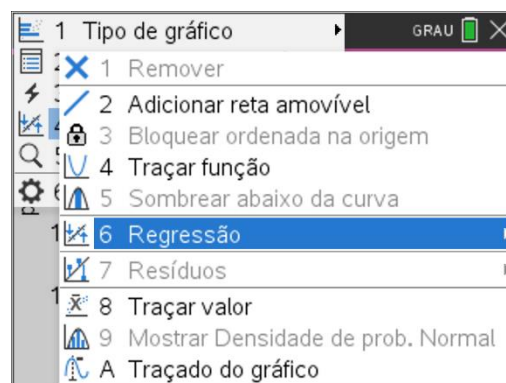 1 Tipo de gráfico GRAU
1 Remover
2 Adicionar reta amovível
3 Bloquear ordenada na origem
4 Traçar função
5 Sombrear abaixo da curva
6 Regressão
7 Resíduos
8 Traçar valor
9 Mostrar Densidade de prob. Normal
A Traçado do gráfico